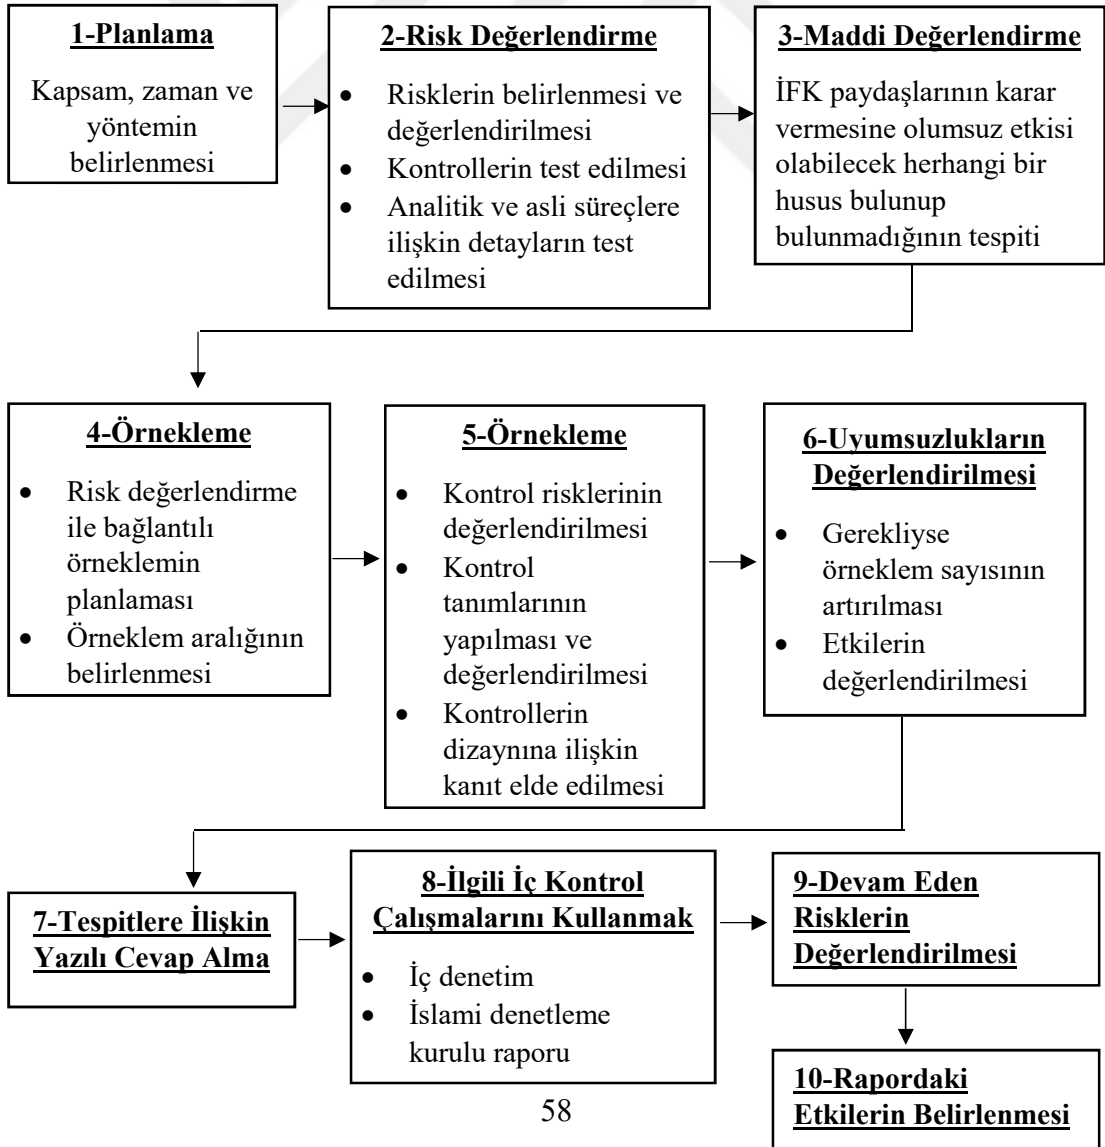 1-Planlama
Kapsam, zaman ve
yöntemin
belirlenmesi
2-Risk Değerlendirme
• Risklerin belirlenmesi ve
değerlendirilmesi
• Kontrollerin test edilmesi
• Analitik ve asli süreçlere
ilişkin detayların test
edilmesi
3-Maddi Değerlendirme
İFK paydaşlarının karar
vermesine olumsuz etkisi
olabilecek herhangi bir
husus bulunup
bulunmadığının tespiti
4-Örnekleme
• Risk değerlendirme
ile bağlantılı
örneklemin
planlaması
• Örneklem aralığının
belirlenmesi
5-Örnekleme
• Kontrol risklerinin
değerlendirilmesi
• Kontrol
tanımlarının
yapılması ve
değerlendirilmesi
• Kontrollerin
dizaynına ilişkin
kanıt elde edilmesi
6-Uyumsuzlukların
Değerlendirilmesi
• Gerekliyse
örneklem sayısının
artırılması
• Etkilerin
değerlendirilmesi
7-Tespitlere İlişkin
Yazılı Cevap Alma
8-İlgili İç Kontrol
Çalışmalarını Kullanmak
• İç denetim
• İslami denetleme
kurulu raporu
9-Devam Eden
Risklerin
Değerlendirilmesi
10-Rapordaki
Etkilerin Belirlenmesi
58